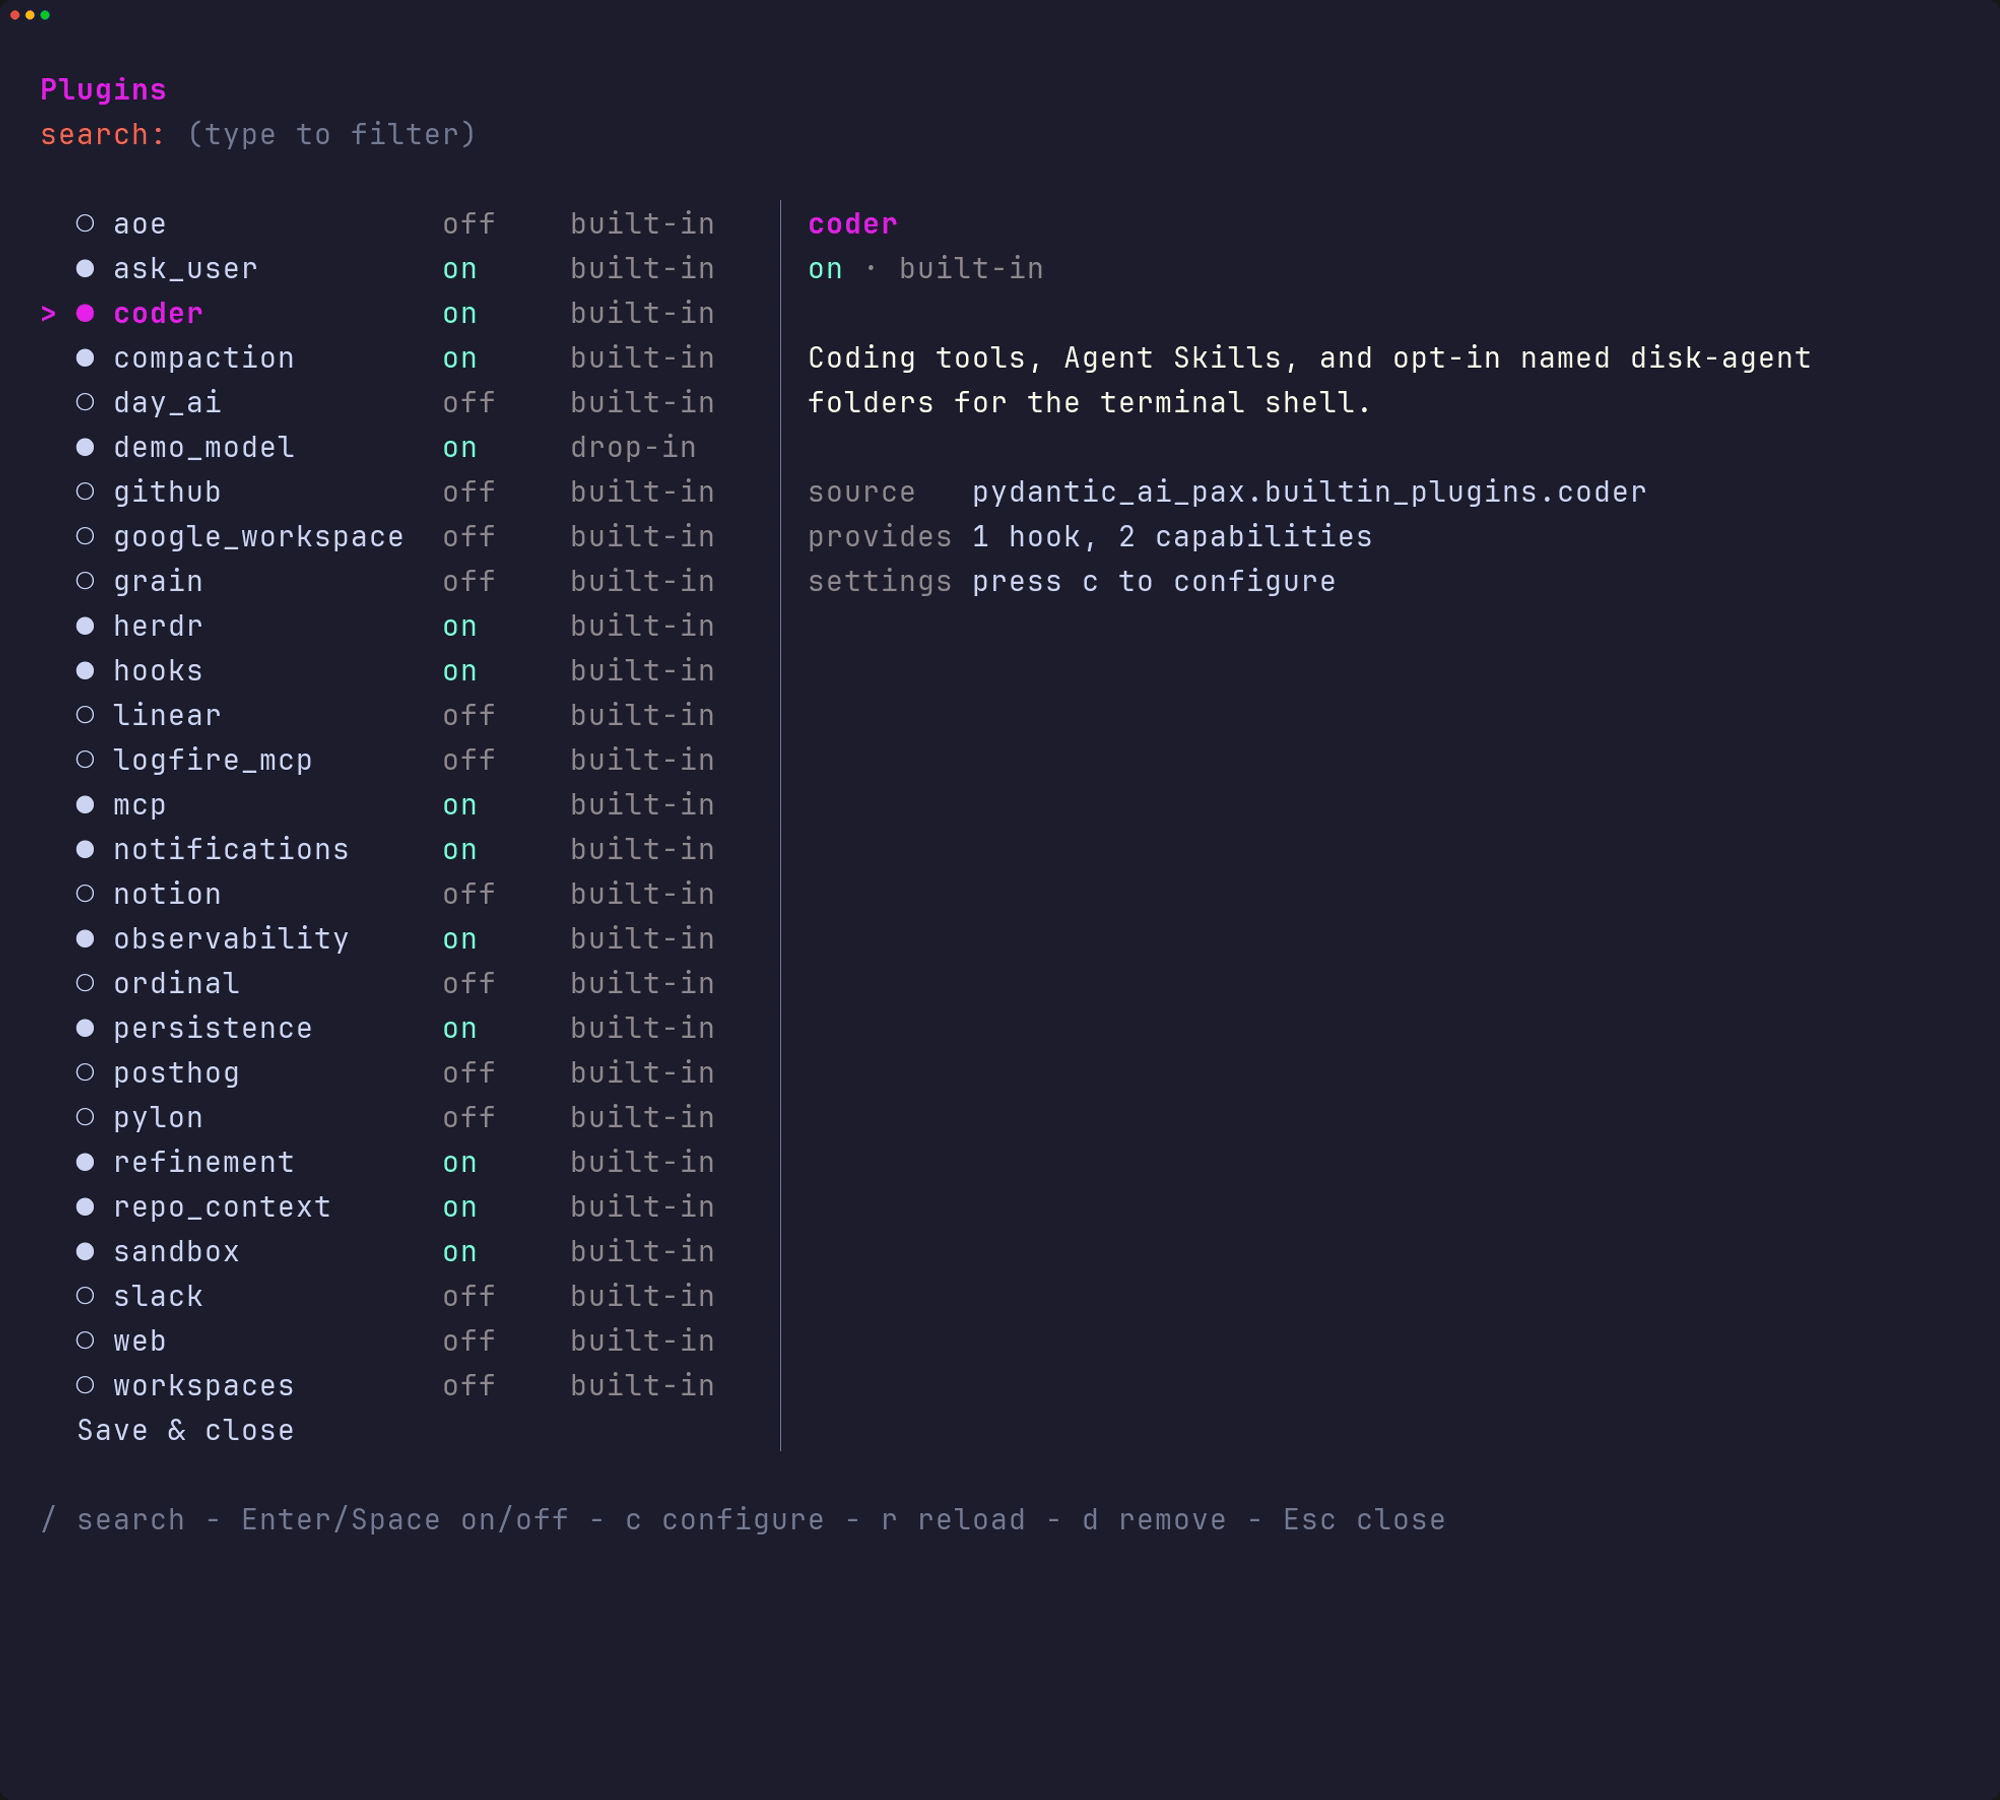 Plugins
search: (type to filter)
○ aoe off built-in
● ask_user on built-in
> ● coder on built-in
● compaction on built-in
○ day_ai off built-in
● demo_model on drop-in
○ github off built-in
○ google_workspace off built-in
○ grain off built-in
● herdr on built-in
● hooks on built-in
○ linear off built-in
○ logfire_mcp off built-in
● mcp on built-in
● notifications on built-in
○ notion off built-in
● observability on built-in
○ ordinal off built-in
● persistence on built-in
○ posthog off built-in
○ pylon off built-in
● refinement on built-in
● repo_context on built-in
● sandbox on built-in
○ slack off built-in
○ web off built-in
○ workspaces off built-in
Save & close
coder
on · built-in
Coding tools, Agent Skills, and opt-in named disk-agent
folders for the terminal shell.
source pydantic_ai_pax.builtin_plugins.coder
provides 1 hook, 2 capabilities
settings press c to configure
/ search - Enter/Space on/off - c configure - r reload - d remove - Esc close